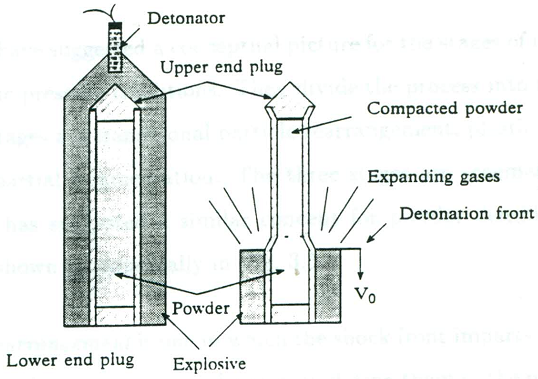 Detonator
Upper end plug
Compacted powder
Expanding gases
Detonation front
V₀
Powder
Lower end plug
Explosive